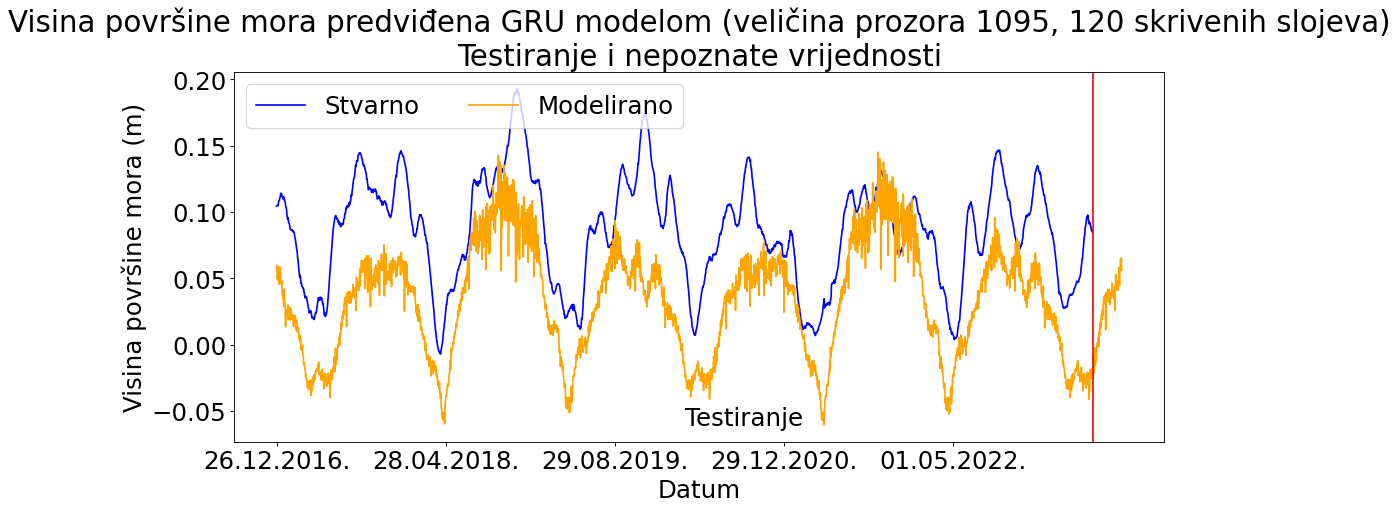 Visina površine mora predviđena GRU modelom (veličina prozora 1095, 120 skrivenih slojeva)
Testiranje i nepoznate vrijednosti
Stvarno
Modelirano
Visina površine mora (m)
0.20
0.15
0.10
0.05
0.00
−0.05
Testiranje
26.12.2016.
28.04.2018.
29.08.2019.
29.12.2020.
01.05.2022.
Datum